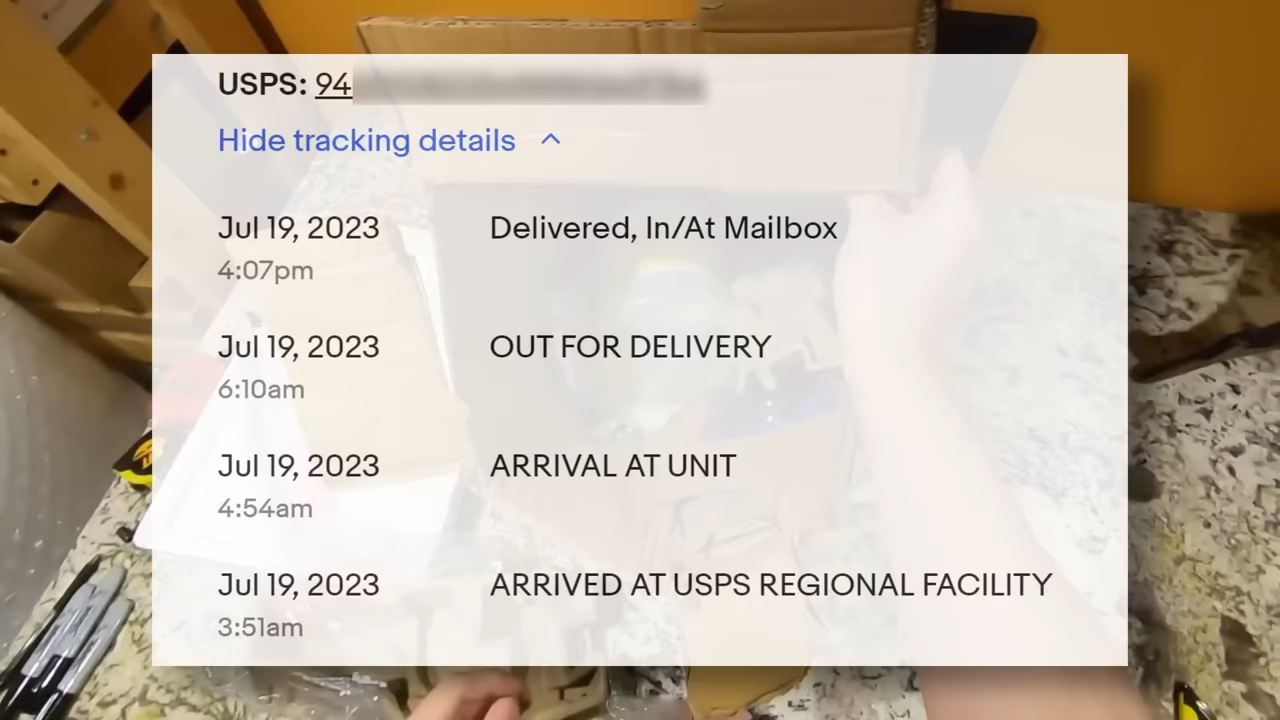 USPS: 94
Hide tracking details
Jul 19, 2023 Delivered, In/At Mailbox
4:07pm
Jul 19, 2023 OUT FOR DELIVERY
6:10am
Jul 19, 2023 ARRIVAL AT UNIT
4:54am
Jul 19, 2023 ARRIVED AT USPS REGIONAL FACILITY
3:51am